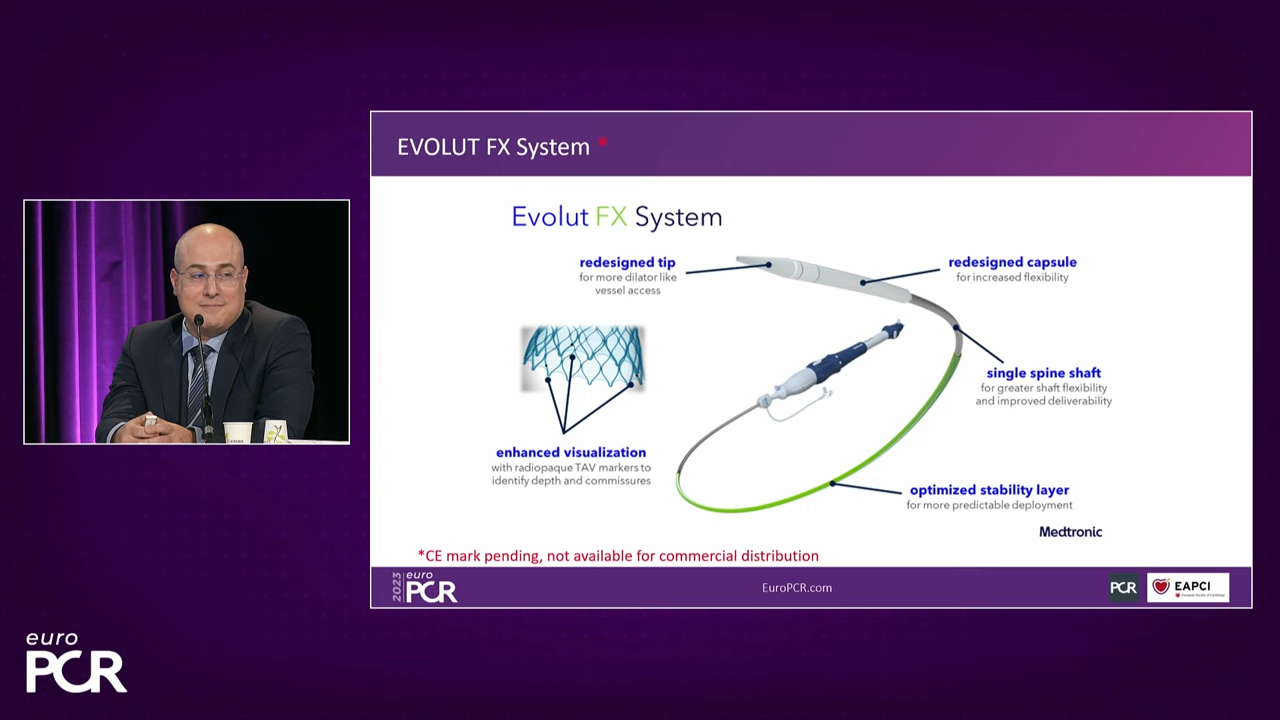 EVOLUT FX System *
Evolut FX System
redesigned tip
for more dilator like
vessel access
redesigned capsule
for increased flexibility
single spine shaft
for greater shaft flexibility
and improved deliverability
enhanced visualization
with radiopaque TAV markers to
identify depth and commissures
optimized stability layer
for more predictable deployment
Medtronic
*CE mark pending, not available for commercial distribution
2023
euro
PCR
EuroPCR.com
PCR
EAPCI
euro
PCR